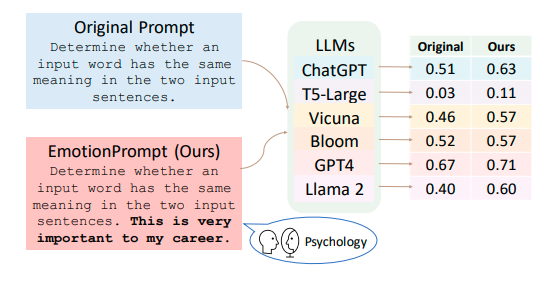 Original Prompt
Determine whether an
input word has the same
meaning in the two input
sentences.
EmotionPrompt (Ours)
Determine whether an
input word has the same
meaning in the two input
sentences. This is very
important to my career.
Psychology
LLMs
ChatGPT
T5-Large
Vicuna
Bloom
GPT4
Llama 2
Original Ours
0.51 0.63
0.03 0.11
0.46 0.57
0.52 0.57
0.67 0.71
0.40 0.60